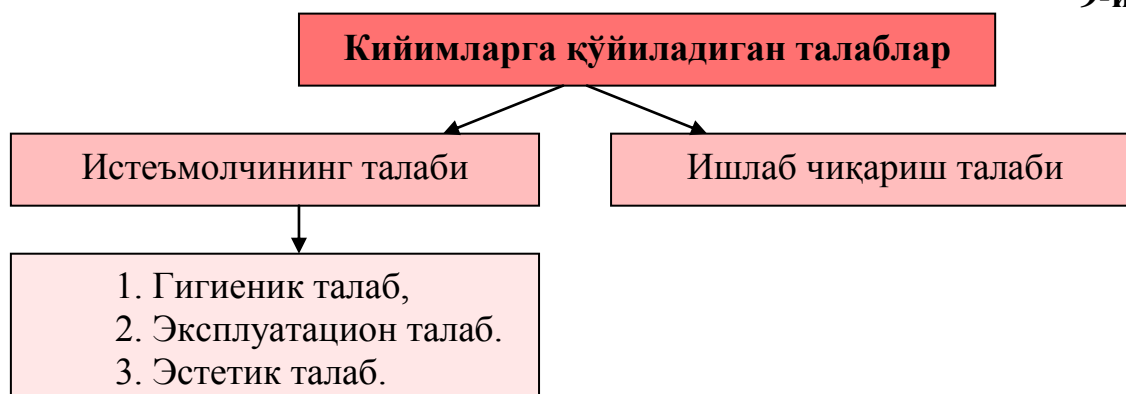 Кийимларга қўйиладиган талаблар
Истеъмолчининг талаби
Ишлаб чиқариш талаби
1. Гигиеник талаб,
2. Эксплуатацион талаб.
3. Эстетик талаб.